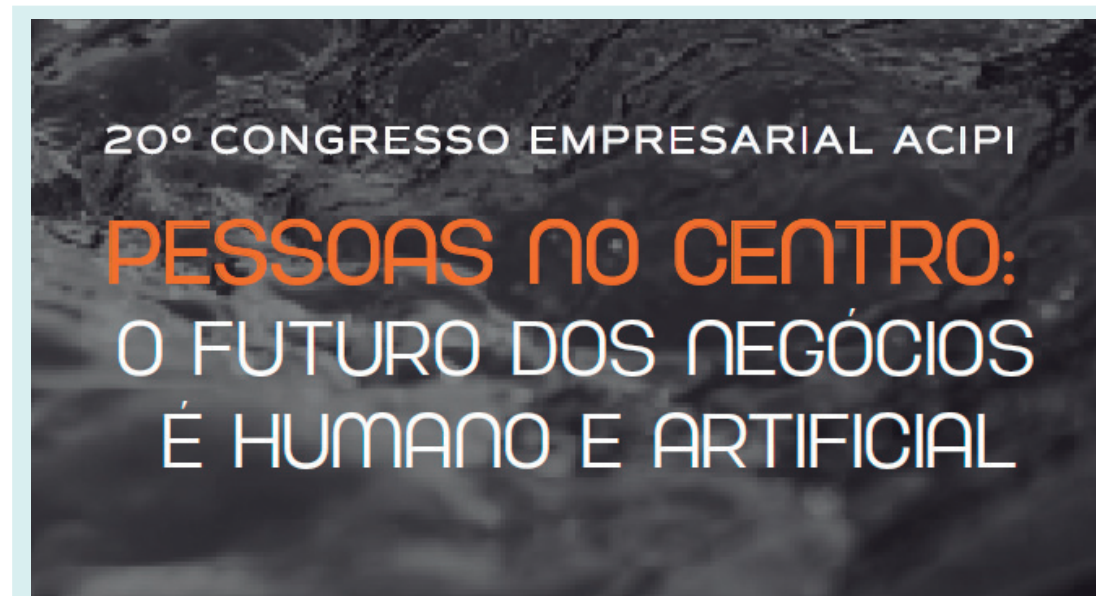 20º CONGRESSO EMPRESARIAL ACIPI
PESSOAS NO CENTRO:
O FUTURO DOS NEGÓCIOS
É HUMANO E ARTIFICIAL